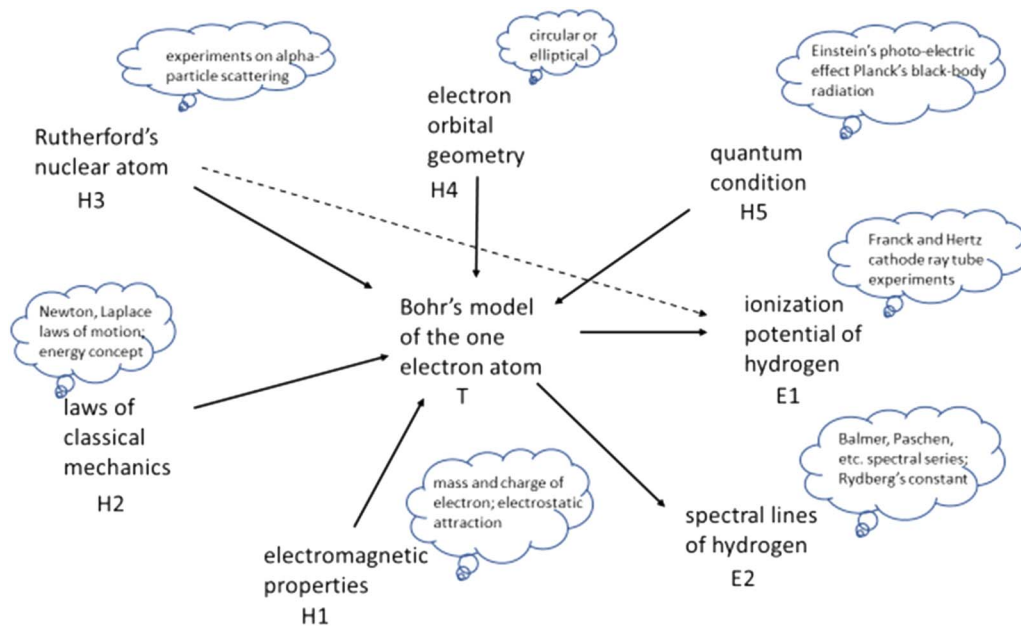 experiments on alpha-
particle scattering
circular or
elliptical
Einstein's photo-electric
effect Planck's black-body
radiation
Rutherford's
nuclear atom
H3
electron
orbital
geometry
H4
quantum
condition
H5
Franck and Hertz
cathode ray tube
experiments
Newton, Laplace
laws of motion;
energy concept
Bohr's model
of the one
electron atom
T
ionization
potential of
hydrogen
E1
laws of
classical
mechanics
H2
mass and charge of
electron; electrostatic
attraction
Balmer, Paschen,
etc. spectral series;
Rydberg's constant
electromagnetic
properties
H1
spectral lines
of hydrogen
E2